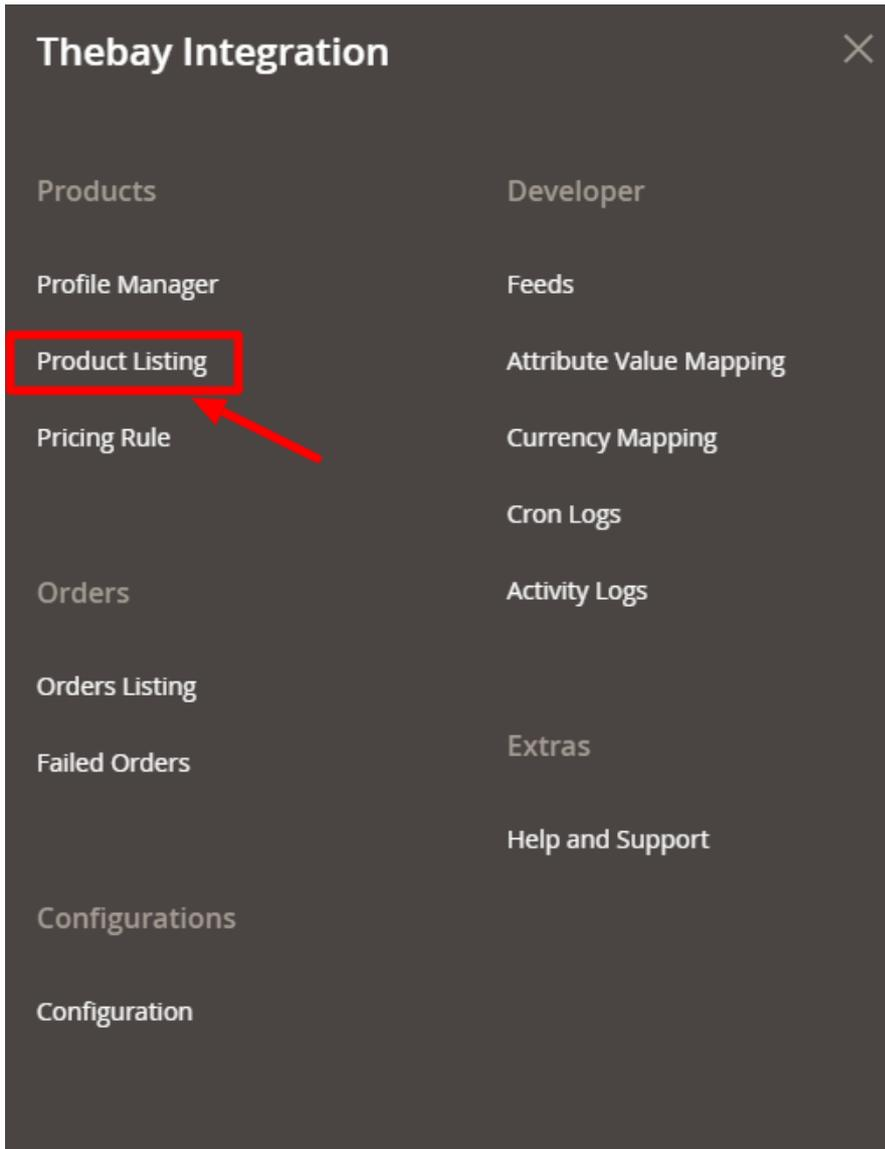 Thebay Integration
Products
Profile Manager
Product Listing
Pricing Rule
Orders
Orders Listing
Failed Orders
Configurations
Configuration
Developer
Feeds
Attribute Value Mapping
Currency Mapping
Cron Logs
Activity Logs
Extras
Help and Support